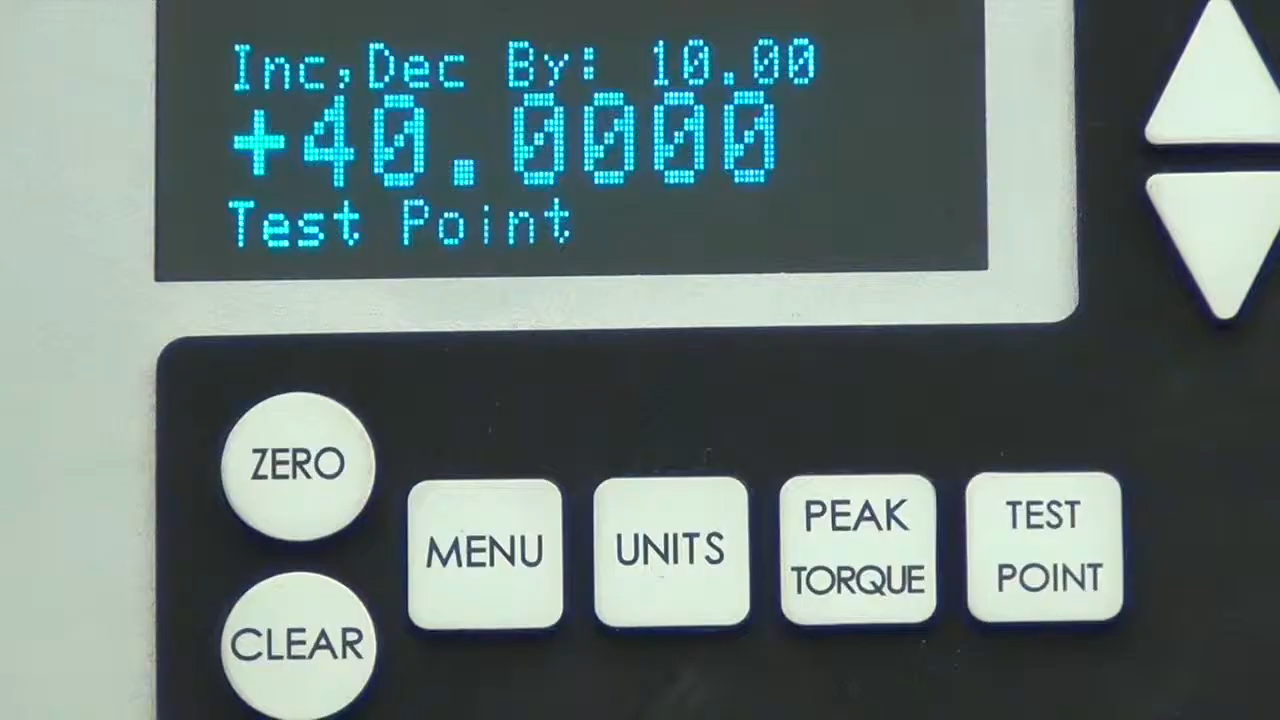 Inc,Dec By: 10.00
+40.0000
Test Point
ZERO
MENU
UNITS
PEAK
TORQUE
TEST
POINT
CLEAR